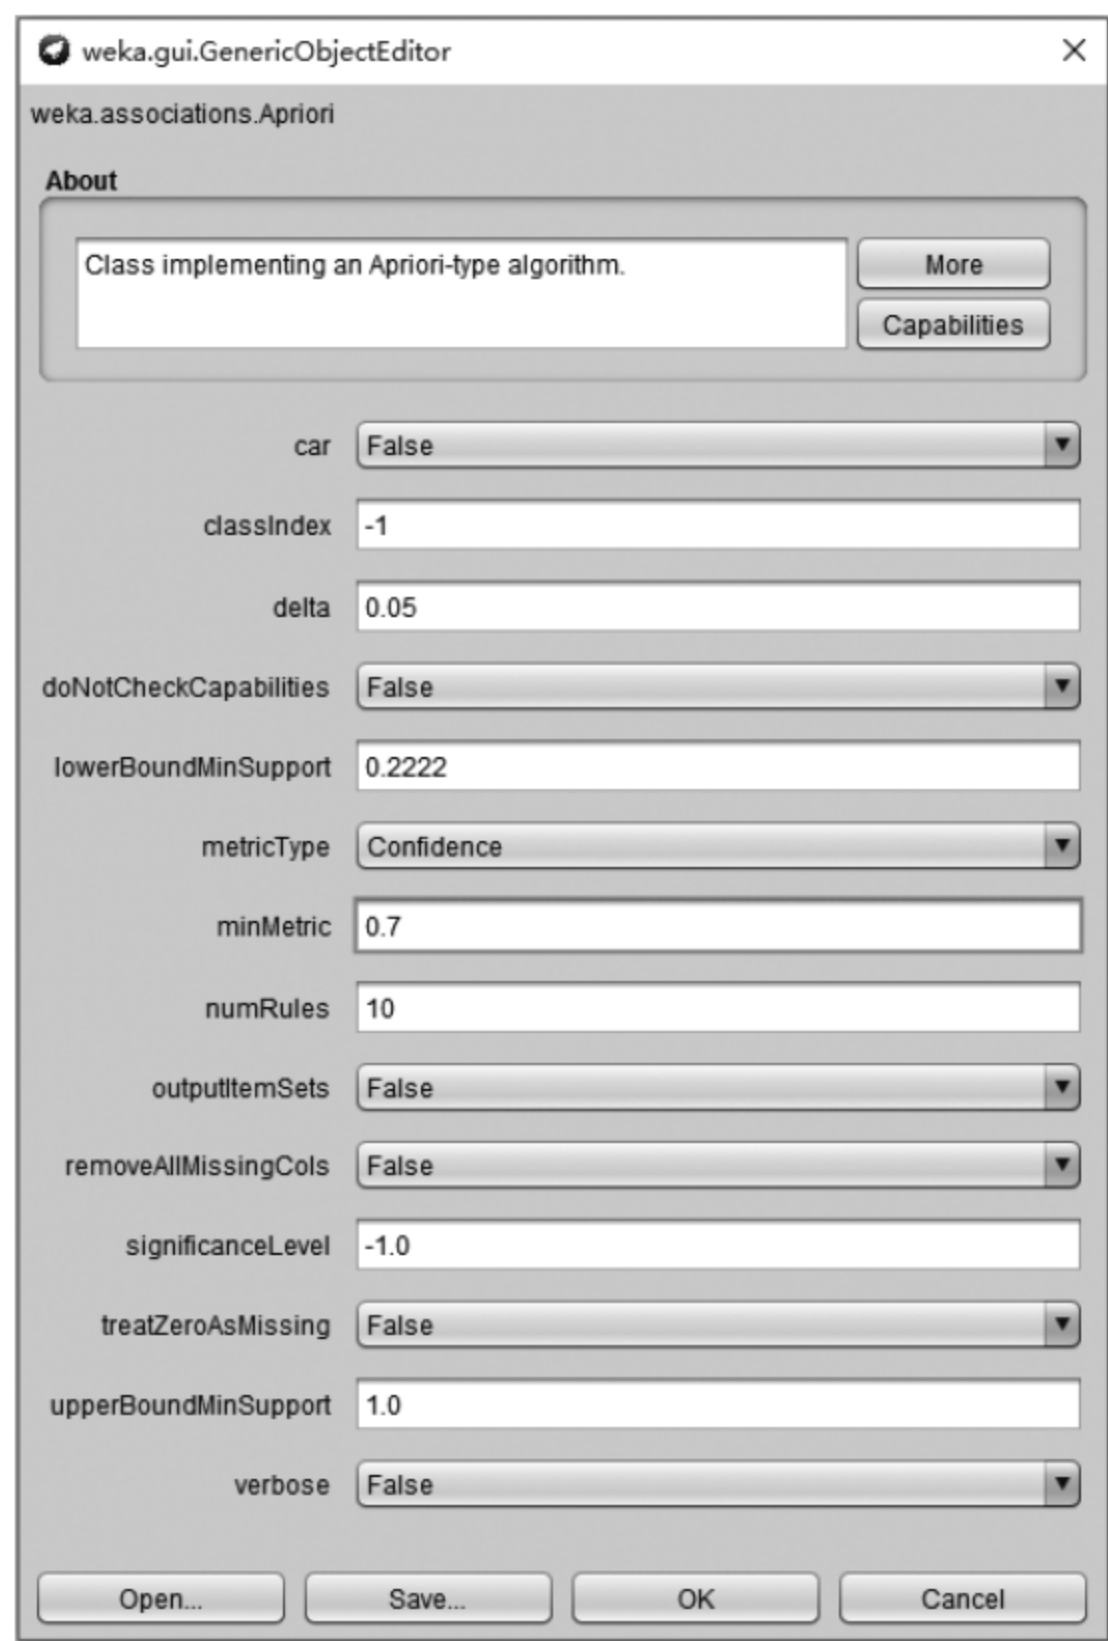 weka.gui.GenericObjectEditor
weka.associations.Apriori
About
Class implementing an Apriori-type algorithm.
More
Capabilities
car False
classIndex -1
delta 0.05
doNotCheckCapabilities False
lowerBoundMinSupport 0.2222
metricType Confidence
minMetric 0.7
numRules 10
outputItemSets False
removeAllMissingCols False
significanceLevel -1.0
treatZeroAsMissing False
upperBoundMinSupport 1.0
verbose False
Open... Save... OK Cancel